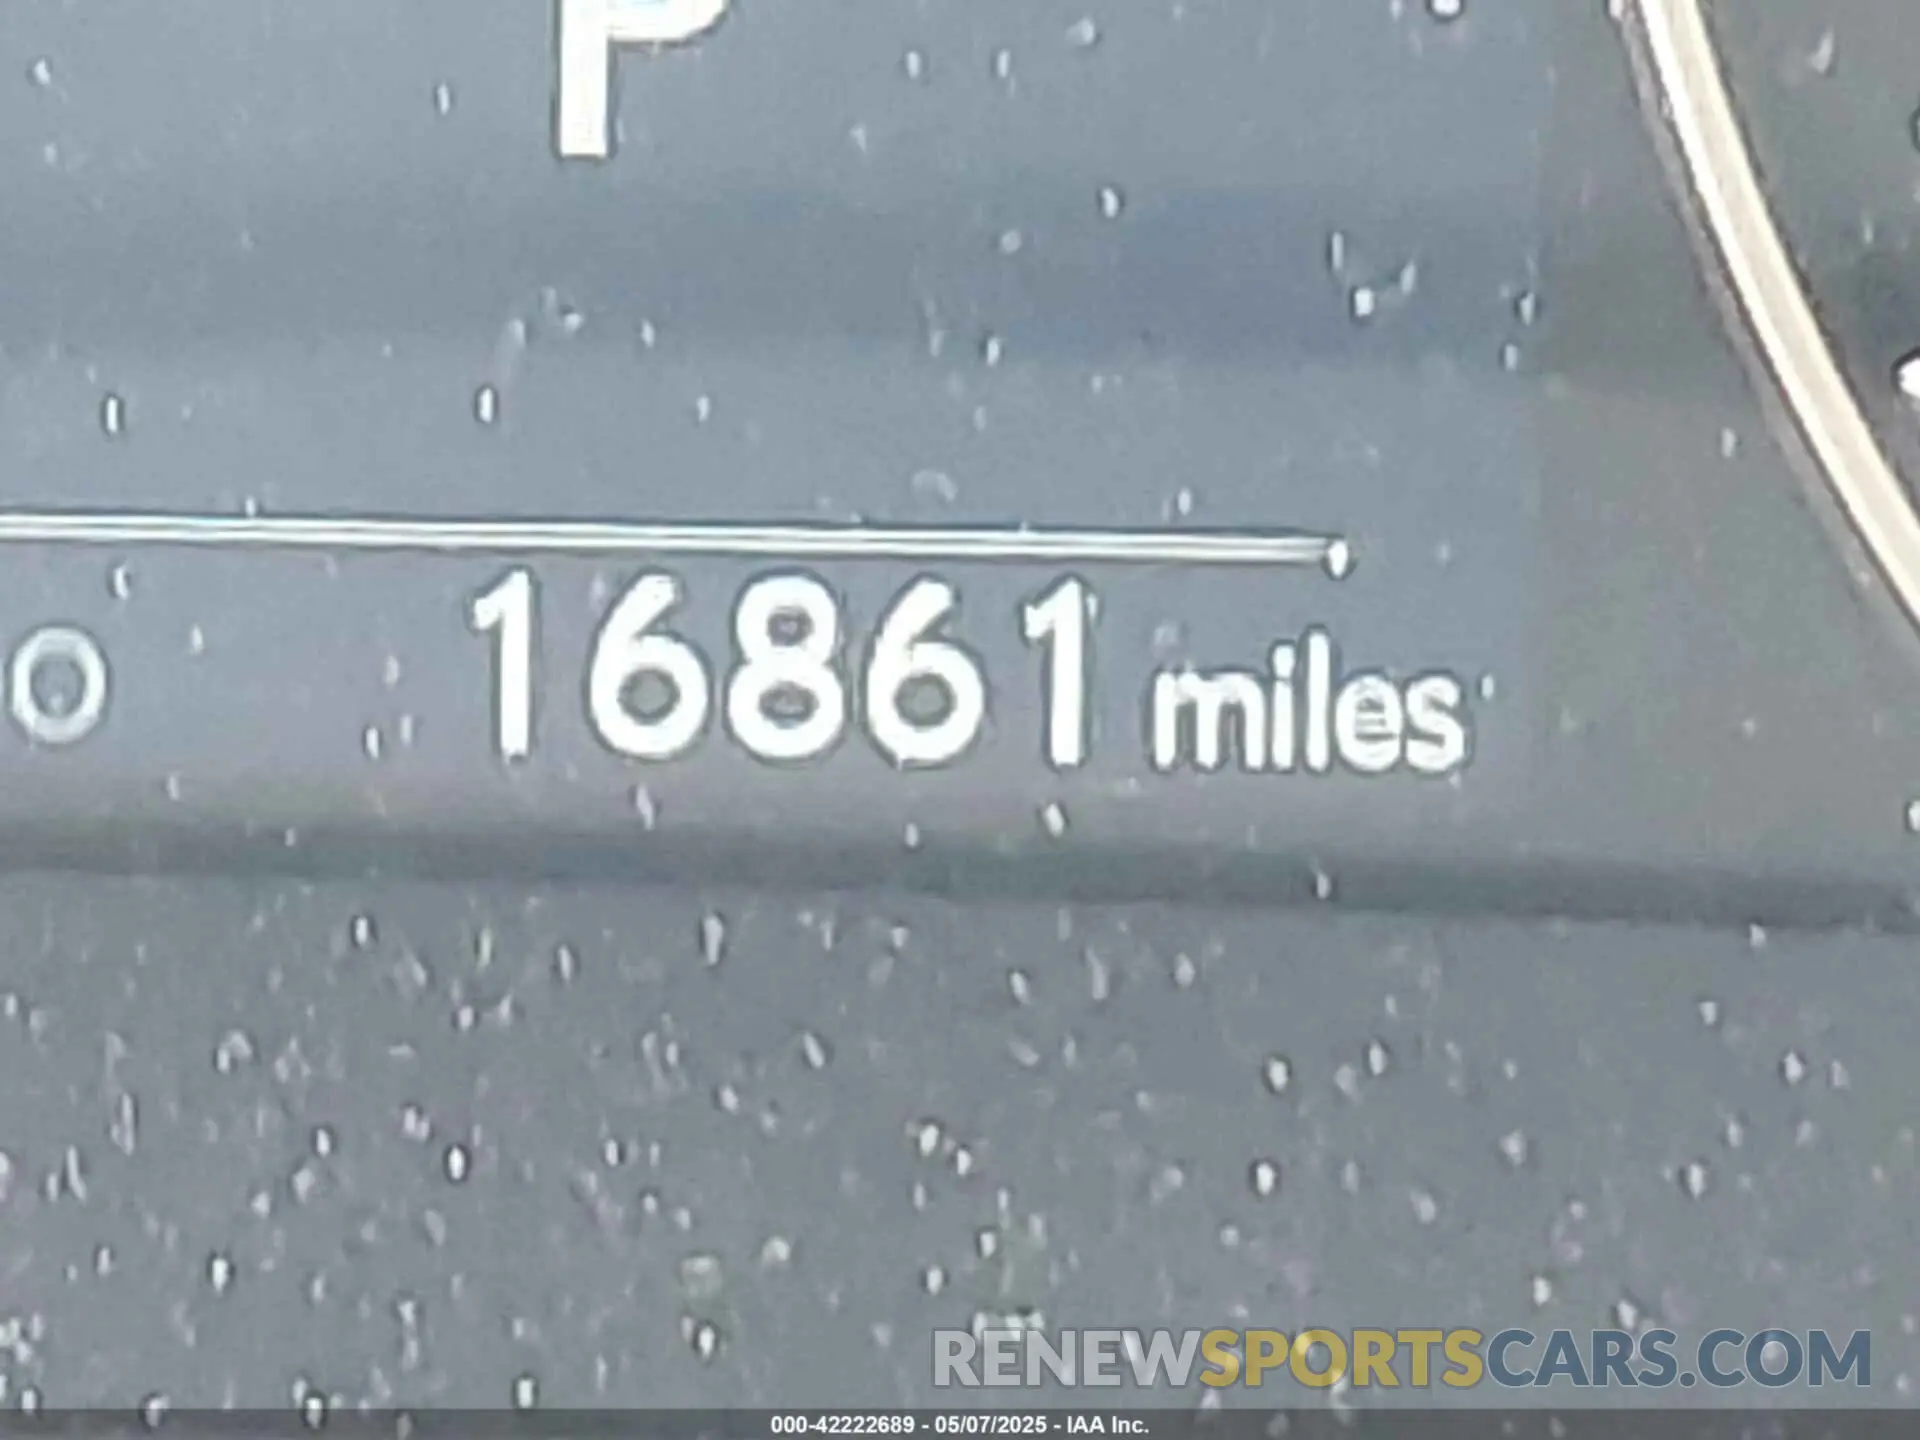 P
o
16861 miles
RENEWSPORTSCARS.COM
000-42222689 - 05/07/2025 - IAA Inc.